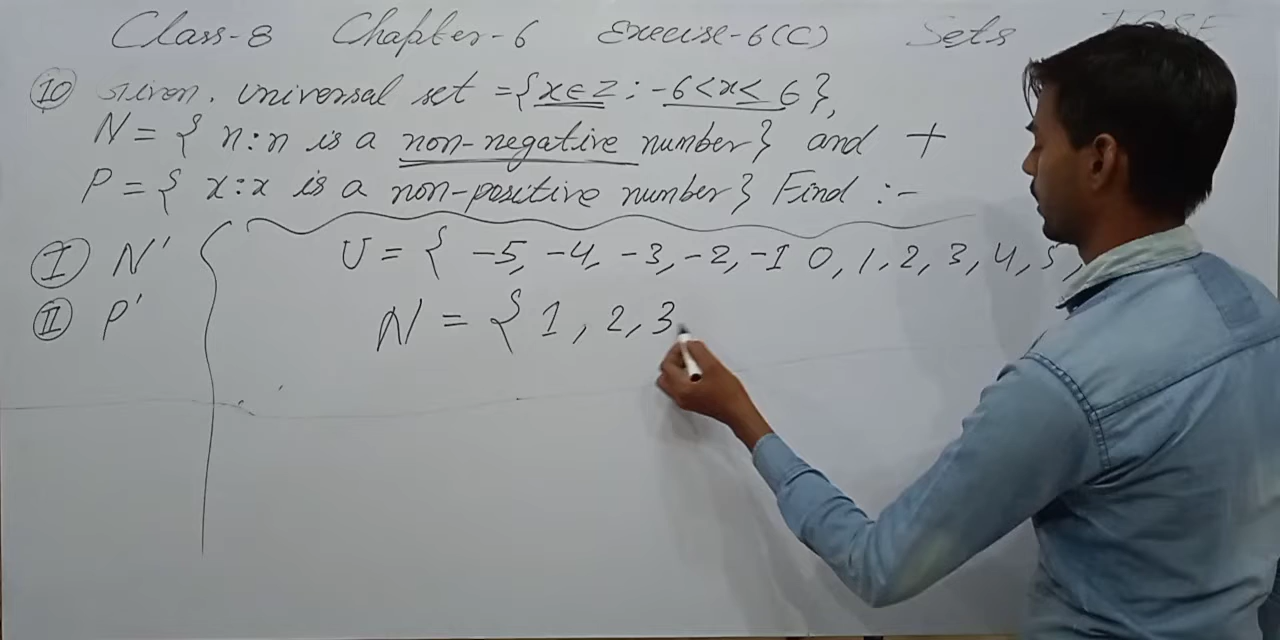 Class-8 Chapter-6 Execise-6(C) Sets
10 Given, universal set = {x∈Z : -6<x≤6},
N = { n:n is a non-negative number} and +
P = { x:x is a non-positive number} Find :-
I N' U = { -5, -4, -3, -2, -1 0, 1, 2, 3, 4, 5,
II P' N = { 1, 2, 3